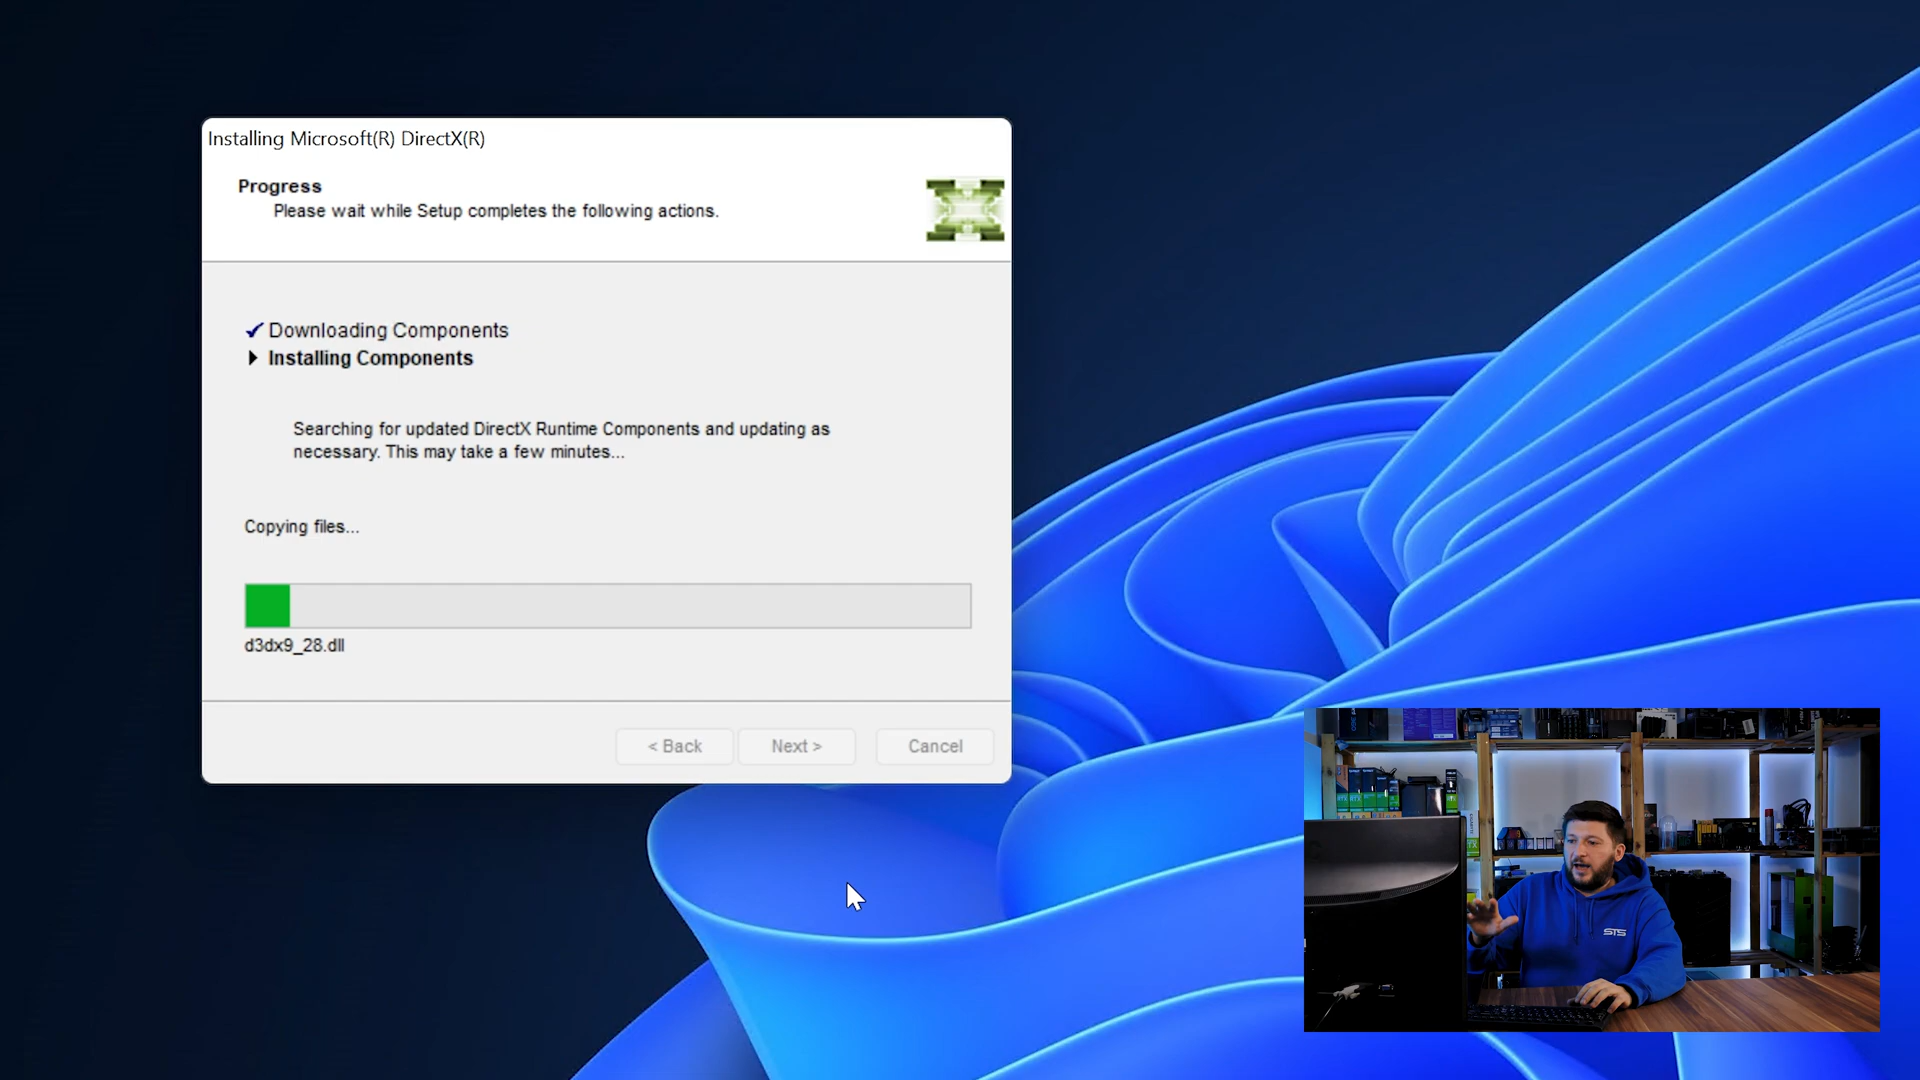 Installing Microsoft(R) DirectX(R)
Progress
Please wait while Setup completes the following actions.
Downloading Components
Installing Components
Searching for updated DirectX Runtime Components and updating as
necessary. This may take a few minutes...
Copying files...
d3dx9_28.dll
< Back
Next >
Cancel
STS